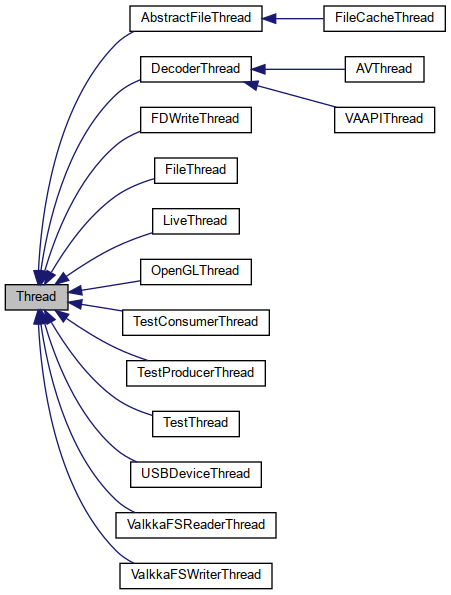 AbstractFileThread
FileCacheThread
DecoderThread
AVThread
VAAPIThread
FDWriteThread
FileThread
LiveThread
OpenGLThread
Thread
TestConsumerThread
TestProducerThread
TestThread
USBDeviceThread
ValkkaFSReaderThread
ValkkaFSWriterThread